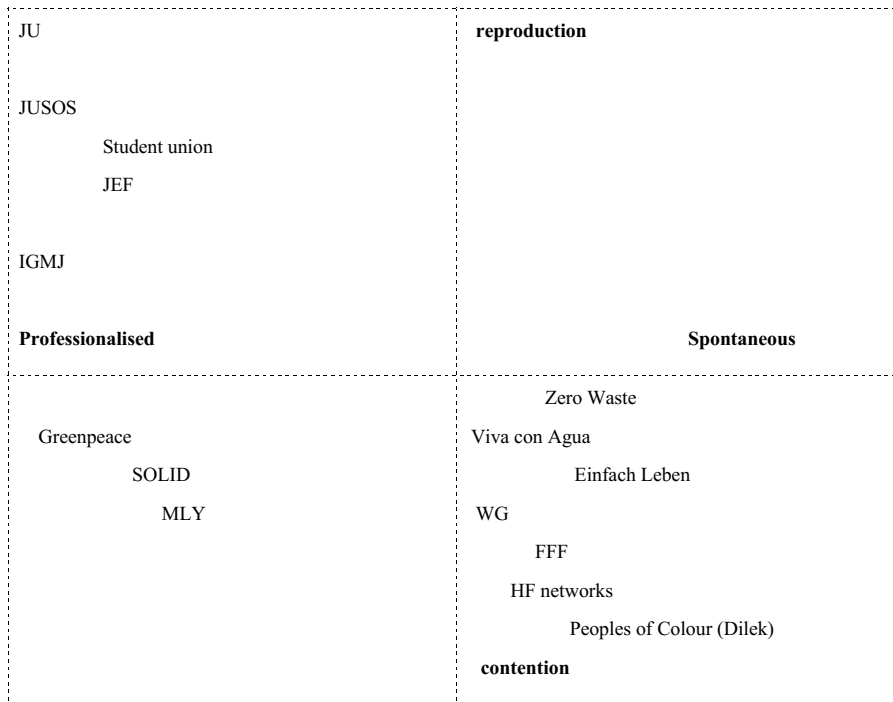 JU reproduction
JUSOS
Student union
JEF
IGMJ
Professionalised Spontaneous
Zero Waste
Greenpeace Viva con Agua
SOLID Einfach Leben
MLY WG
FFF
HF networks
Peoples of Colour (Dilek)
contention